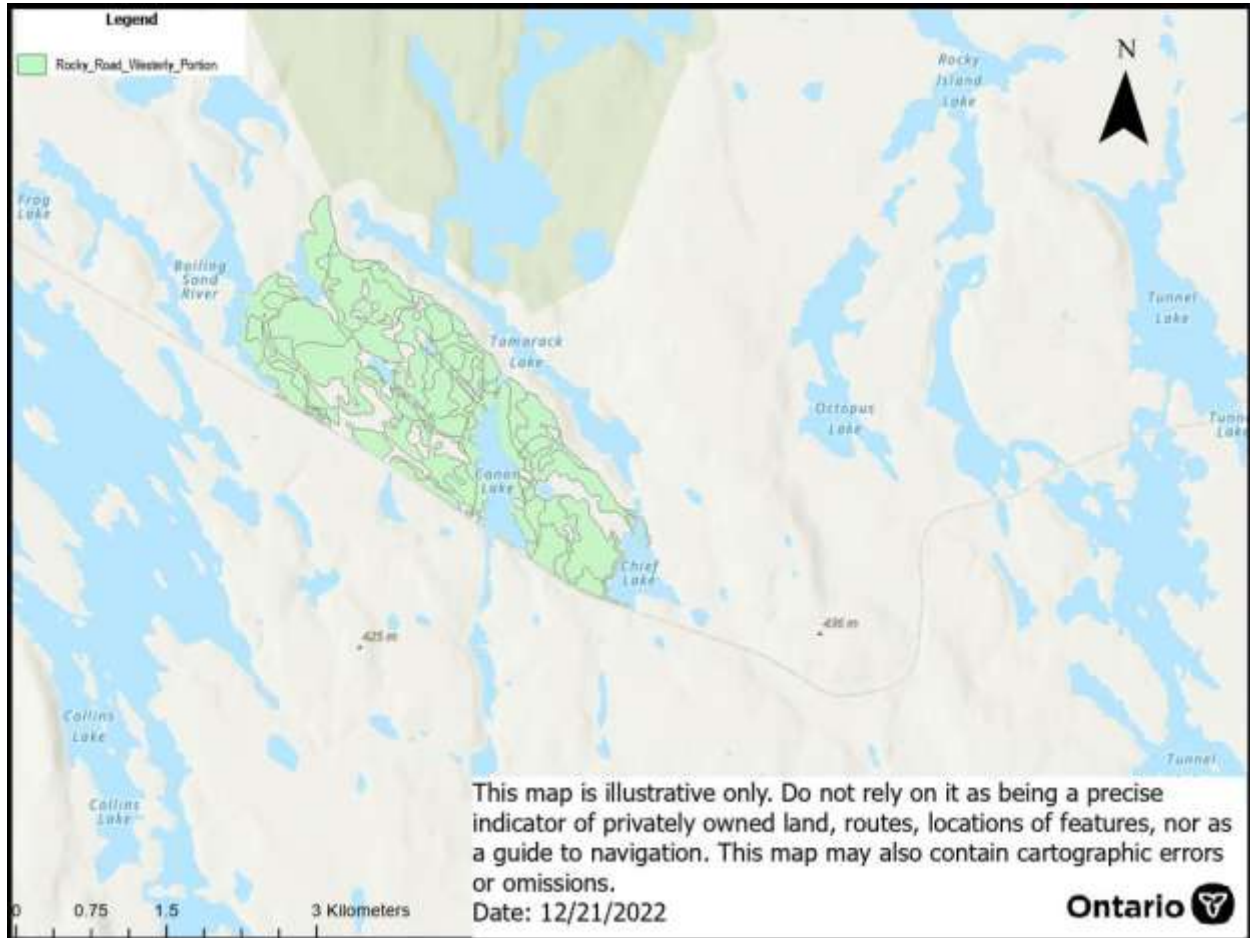 Legend
Rocky_Road_Westerly_Portion
N
Rocky
Island
Lake
Frog
Lake
Boiling
Sand
River
Tunnel
Lake
Tamarack
Lake
Octopus
Lake
Tunn
Lake
Canon
Lake
Chief
Lake
425 m
436 m
Collins
Lake
Tunnel
Collins
Lake
This map is illustrative only. Do not rely on it as being a precise
indicator of privately owned land, routes, locations of features, nor as
a guide to navigation. This map may also contain cartographic errors
or omissions.
Date: 12/21/2022
0 0.75 1.5 3 Kilometers
Ontario